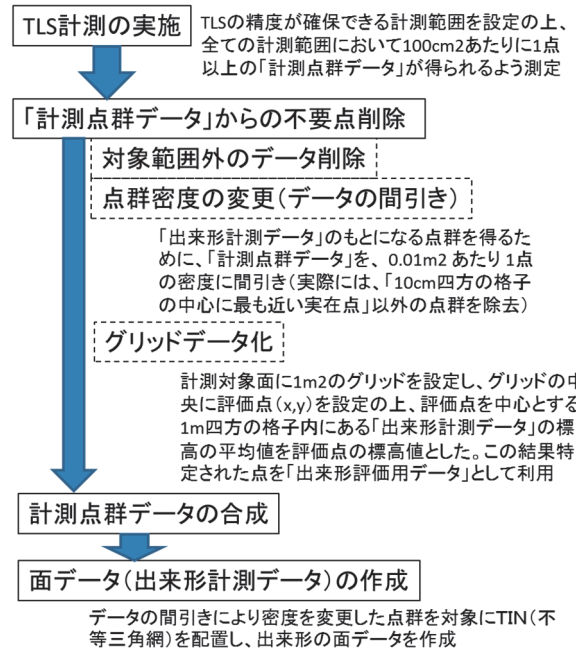 TLS計測の実施
TLSの精度が確保できる計測範囲を設定の上、
全ての計測範囲において100cm2あたりに1点
以上の「計測点群データ」が得られるよう測定
「計測点群データ」からの不要点削除
対象範囲外のデータ削除
点群密度の変更(データの間引き)
「出来形計測データ」のもとになる点群を得るた
めに、「計測点群データ」を、0.01m2 あたり 1点
の密度に間引き(実際には、「10cm四方の格子
の中心に最も近い実在点」以外の点群を除去)
グリッドデータ化
計測対象面に1m2のグリッドを設定し、グリッドの中
央に評価点(x,y)を設定の上、評価点を中心とする
1m四方の格子内にある「出来形計測データ」の標
高の平均値を評価点の標高値とした。この結果特
定された点を「出来形評価用データ」として利用
計測点群データの合成
面データ(出来形計測データ)の作成
データの間引きにより密度を変更した点群を対象にTIN(不
等三角網)を配置し、出来形の面データを作成